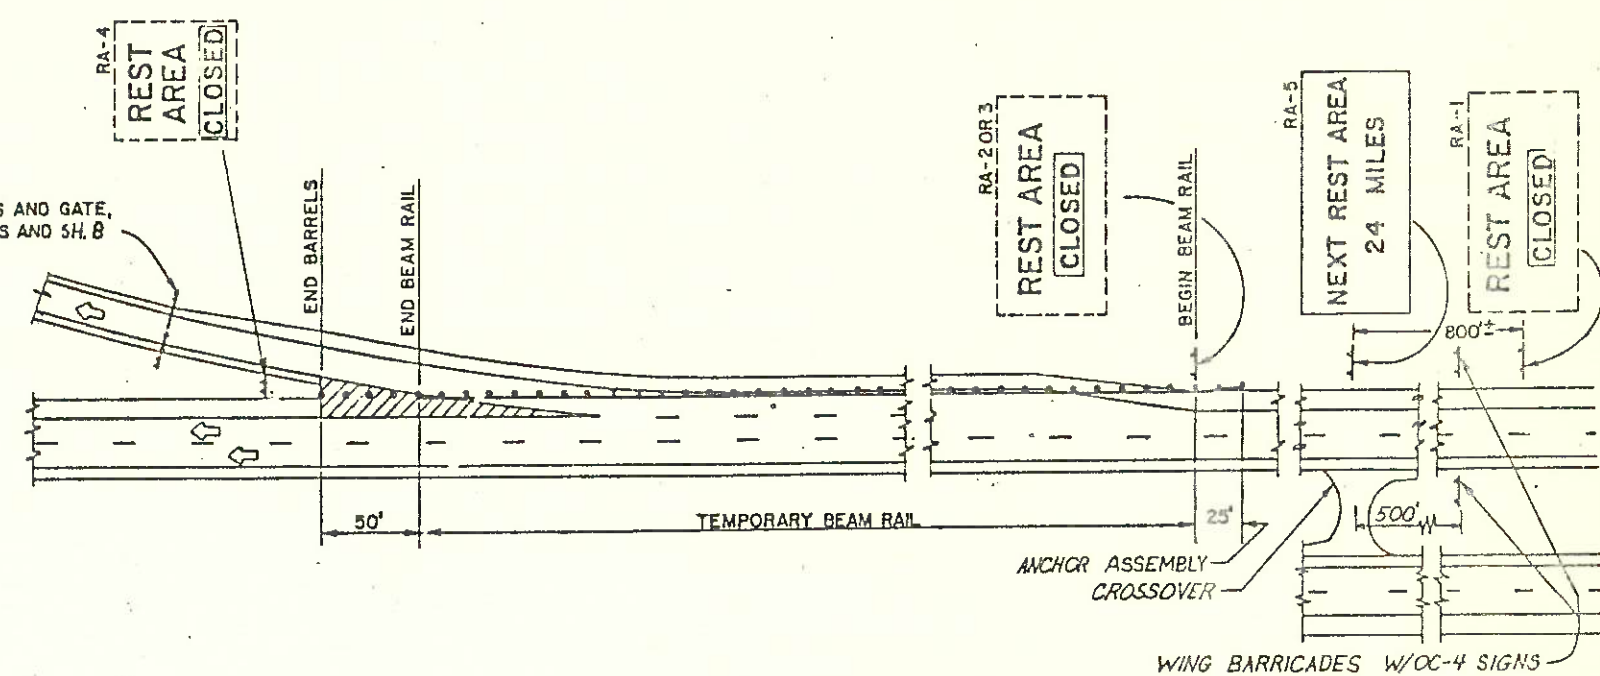 RA-4
REST
AREA
CLOSED
S AND GATE,
S AND SH. 8
END BARRELS
END BEAM RAIL
RA-2 OR 3
REST AREA
CLOSED
BEGIN BEAM RAIL
RA-5
NEXT REST AREA
24 MILES
RA-1
REST AREA
CLOSED
800'±
50'
TEMPORARY BEAM RAIL
25'
500'
ANCHOR ASSEMBLY
CROSSOVER
WING BARRICADES W/OC-4 SIGNS